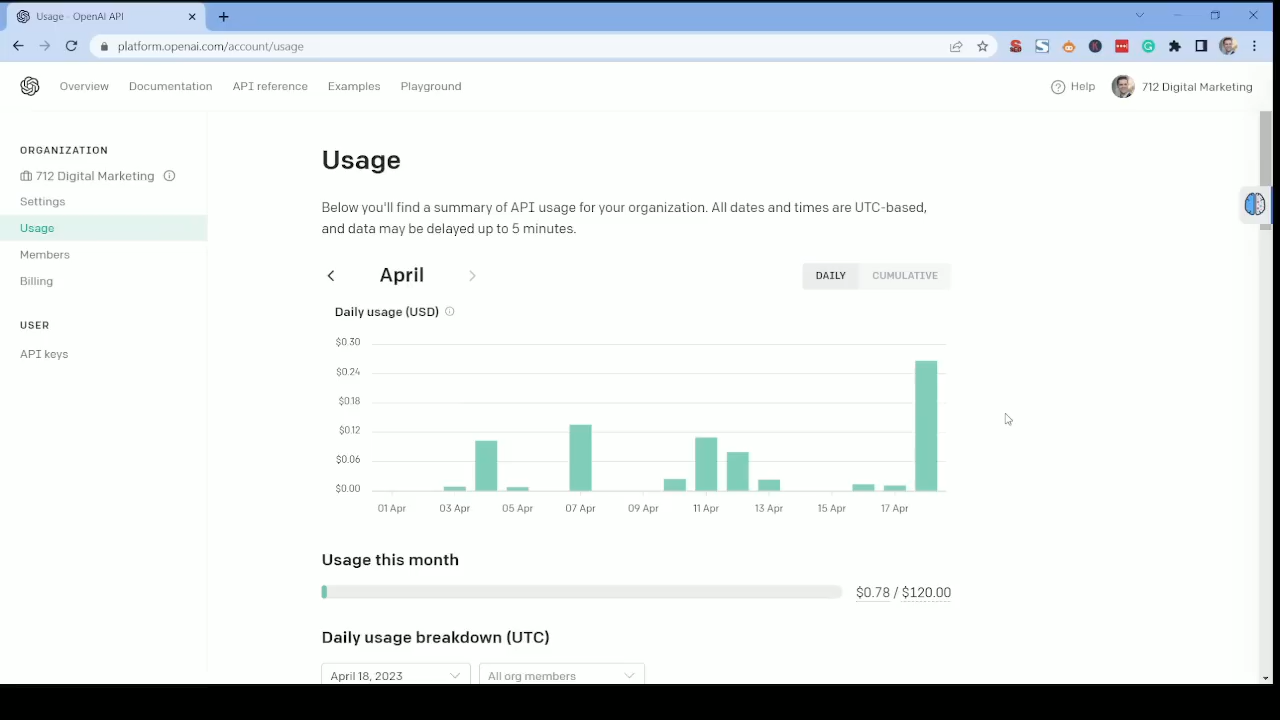 Usage - OpenAI API
platform.openai.com/account/usage
Overview Documentation API reference Examples Playground
Help 712 Digital Marketing
ORGANIZATION
712 Digital Marketing
Settings
Usage
Members
Billing
USER
API keys
Usage
Below you'll find a summary of API usage for your organization. All dates and times are UTC-based,
and data may be delayed up to 5 minutes.
April
DAILY CUMULATIVE
Daily usage (USD)
$0.30
$0.24
$0.18
$0.12
$0.06
$0.00
01 Apr 03 Apr 05 Apr 07 Apr 09 Apr 11 Apr 13 Apr 15 Apr 17 Apr
Usage this month
$0.78 / $120.00
Daily usage breakdown (UTC)
April 18, 2023 All org members